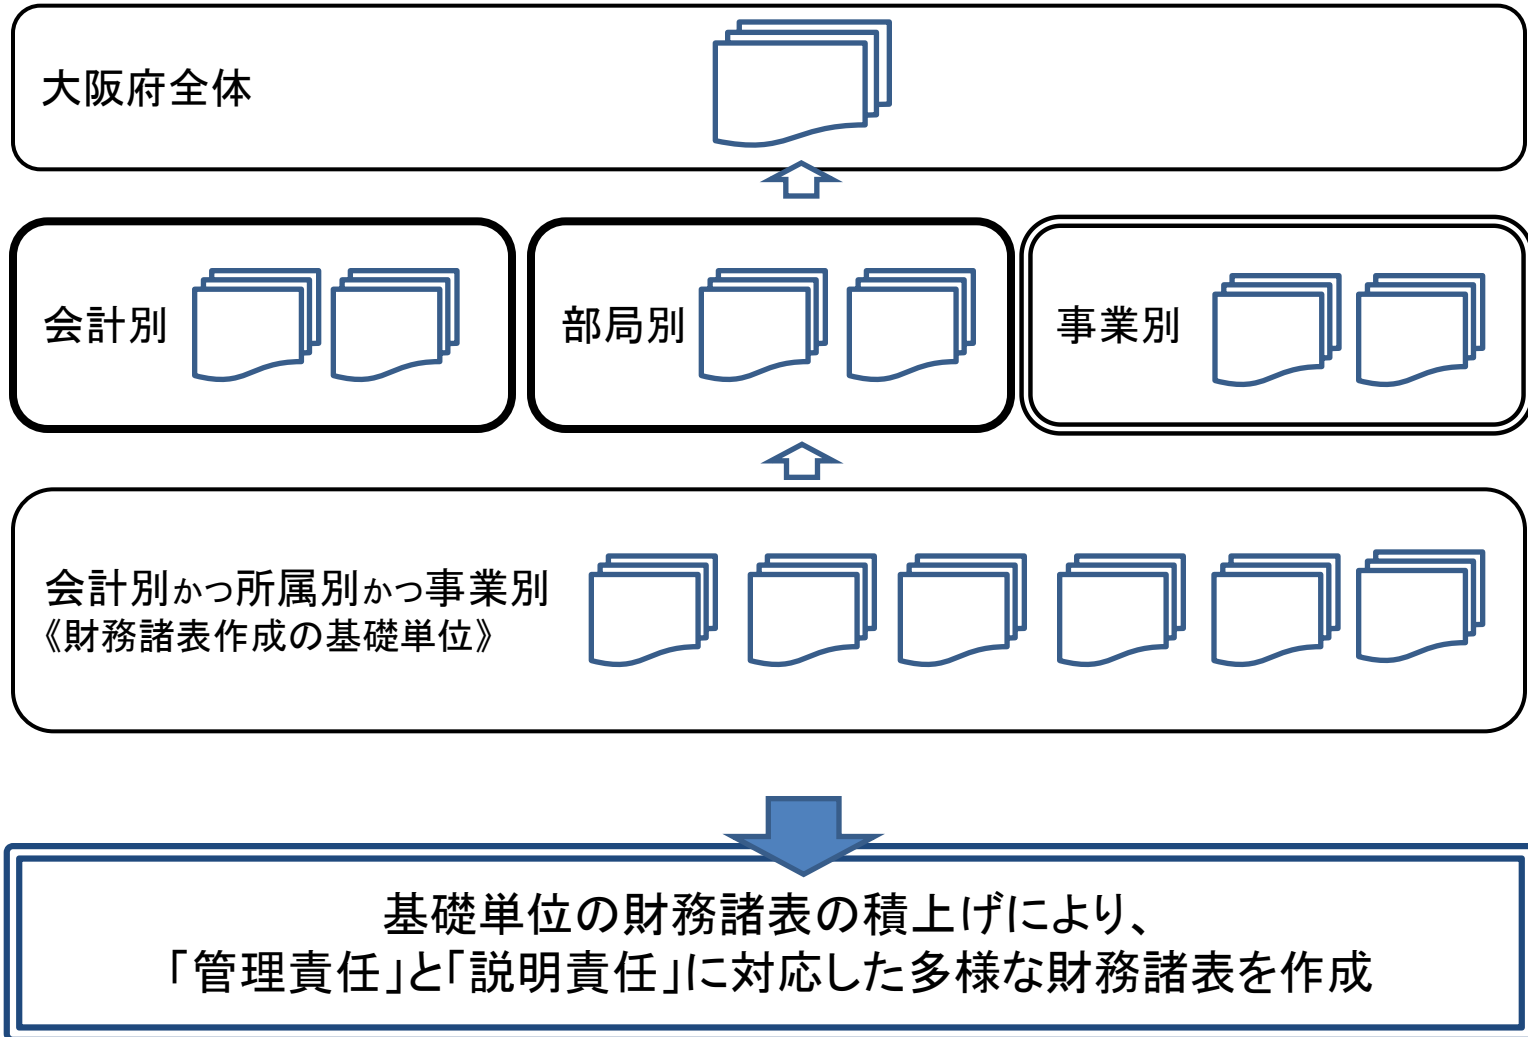 大阪府全体
会計別
部局別
事業別
会計別かつ所属別かつ事業別
《財務諸表作成の基礎単位》
基礎単位の財務諸表の積上げにより、
「管理責任」と「説明責任」に対応した多様な財務諸表を作成